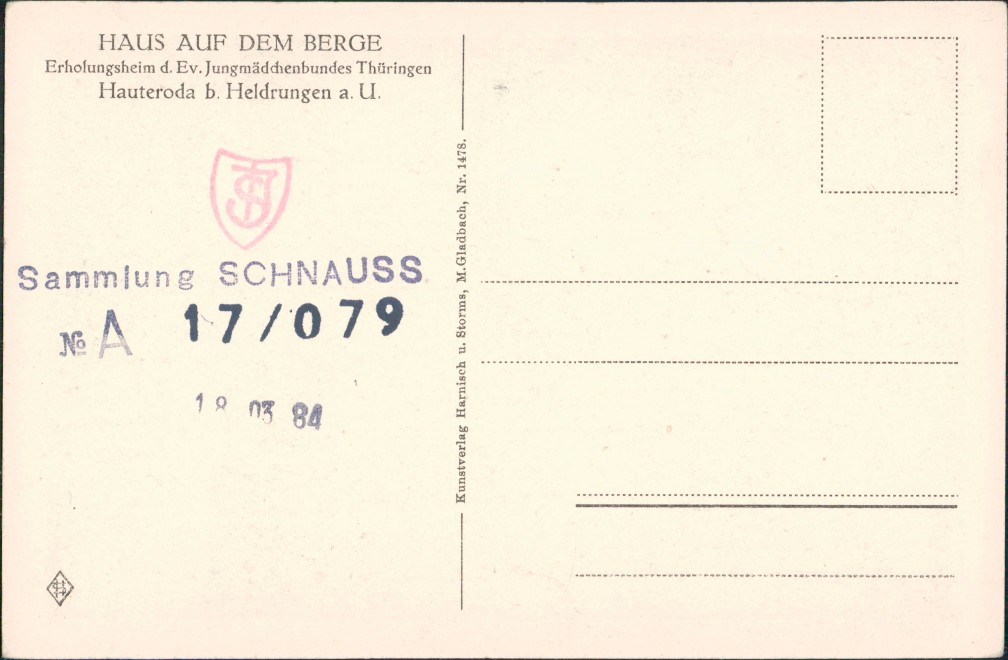 HAUS AUF DEM BERGE
Erholungsheim d. Ev. Jungmädchenbundes Thüringen
Hauteroda b. Heldrungen a. U.
Sammlung SCHNAUSS
№ A 17/079
18 03 84
Kunstverlag Harnisch u. Storms, M. Gladbach, Nr. 1478.